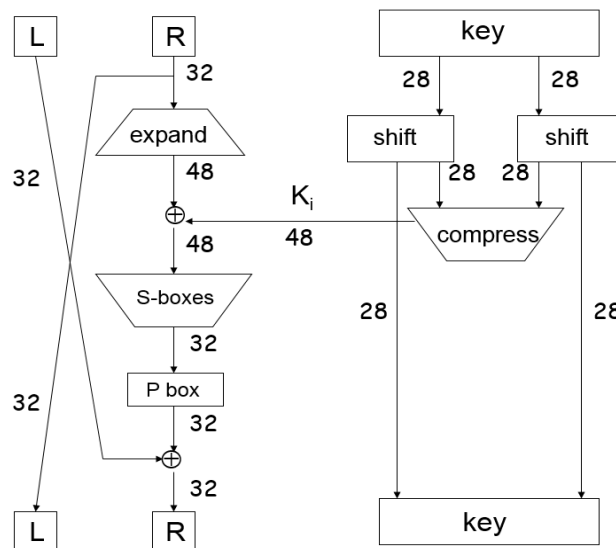 L R key
32 28 28
expand shift shift
32 48 28 28
Kᵢ
48 48 compress
S-boxes
28 28
32
32 P box
32
32
L R key